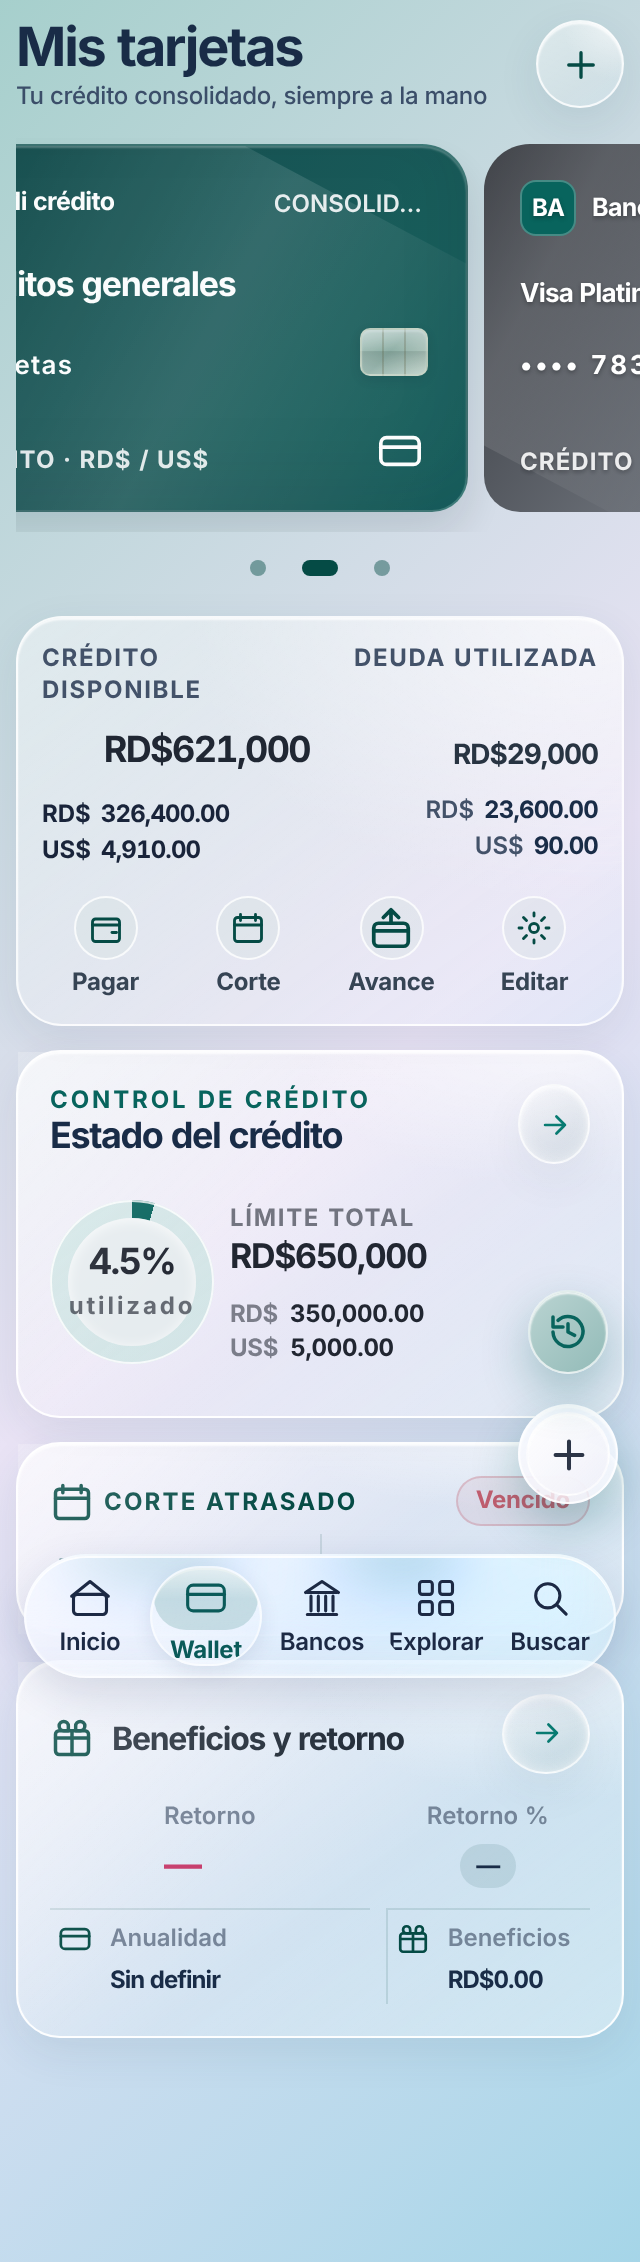 Mis tarjetas
Tu crédito consolidado, siempre a la mano
li crédito
CONSOLID...
itos generales
etas
ITO · RD$ / US$
BA
Banc
Visa Platin
•••• 783
CRÉDITO
CRÉDITO
DISPONIBLE
DEUDA UTILIZADA
RD$621,000
RD$29,000
RD$ 326,400.00
US$ 4,910.00
RD$ 23,600.00
US$ 90.00
Pagar
Corte
Avance
Editar
CONTROL DE CRÉDITO
Estado del crédito
4.5%
utilizado
LÍMITE TOTAL
RD$650,000
RD$ 350,000.00
US$ 5,000.00
CORTE ATRASADO
Vencido
Inicio
Wallet
Bancos
Explorar
Buscar
Beneficios y retorno
Retorno
Retorno %
—
—
Anualidad
Sin definir
Beneficios
RD$0.00